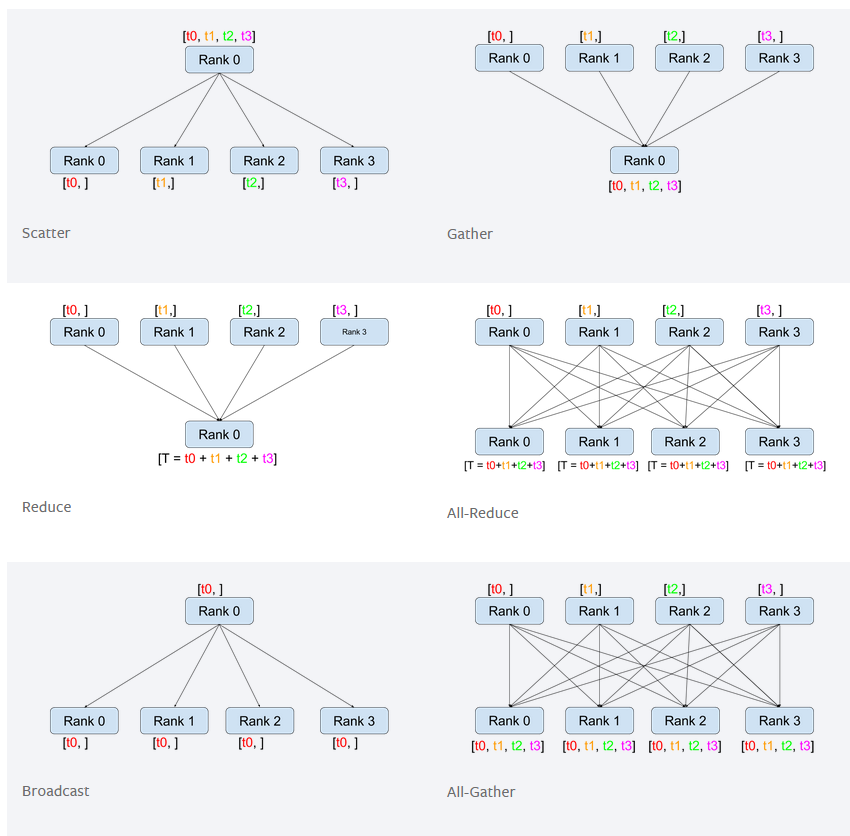 [t0, t1, t2, t3]
Rank 0
Rank 0 Rank 1 Rank 2 Rank 3
[t0, ] [t1,] [t2,] [t3, ]
Scatter
[t0, ] [t1,] [t2,] [t3, ]
Rank 0 Rank 1 Rank 2 Rank 3
Rank 0
[t0, t1, t2, t3]
Gather
[t0, ] [t1,] [t2,] [t3, ]
Rank 0 Rank 1 Rank 2 Rank 3
Rank 0
[T = t0 + t1 + t2 + t3]
Reduce
[t0, ] [t1,] [t2,] [t3, ]
Rank 0 Rank 1 Rank 2 Rank 3
Rank 0 Rank 1 Rank 2 Rank 3
[T = t0+t1+t2+t3] [T = t0+t1+t2+t3] [T = t0+t1+t2+t3] [T = t0+t1+t2+t3]
All-Reduce
[t0, ]
Rank 0
Rank 0 Rank 1 Rank 2 Rank 3
[t0, ] [t0, ] [t0, ] [t0, ]
Broadcast
[t0, ] [t1,] [t2,] [t3, ]
Rank 0 Rank 1 Rank 2 Rank 3
Rank 0 Rank 1 Rank 2 Rank 3
[t0, t1, t2, t3] [t0, t1, t2, t3] [t0, t1, t2, t3] [t0, t1, t2, t3]
All-Gather